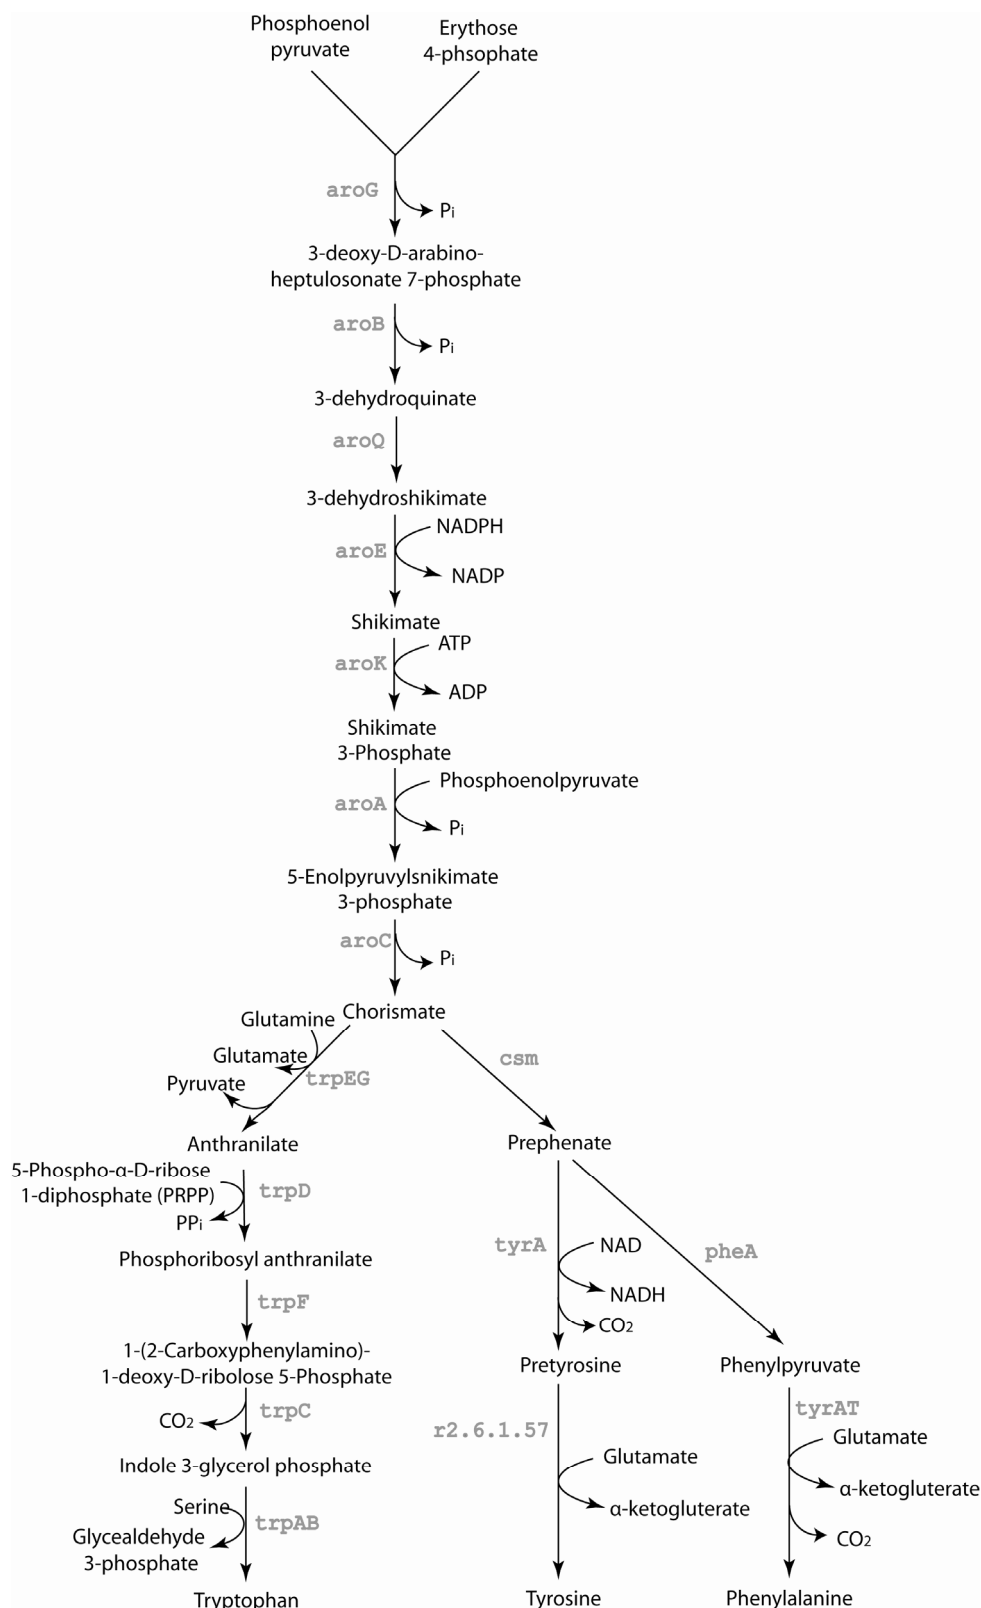 Phosphoenol
pyruvate
Erythose
4-phsophate
aroG
Pi
3-deoxy-D-arabino-
heptulosonate 7-phosphate
aroB
Pi
3-dehydroquinate
aroQ
3-dehydroshikimate
NADPH
aroE
NADP
Shikimate
ATP
aroK
ADP
Shikimate
3-Phosphate
Phosphoenolpyruvate
aroA
Pi
5-Enolpyruvylsnikimate
3-phosphate
aroC
Pi
Chorismate
Glutamine
Glutamate
trpEG
Pyruvate
csm
Anthranilate
Prephenate
5-Phospho-α-D-ribose
1-diphosphate (PRPP)
trpD
PPi
Phosphoribosyl anthranilate
tyrA
NAD
NADH
CO2
pheA
trpF
1-(2-Carboxyphenylamino)-
1-deoxy-D-ribolose 5-Phosphate
Pretyrosine
Phenylpyruvate
trpC
CO2
r2.6.1.57
Glutamate
α-ketogluterate
tyrAT
Glutamate
α-ketogluterate
CO2
Indole 3-glycerol phosphate
Serine
trpAB
Glycealdehyde
3-phosphate
Tryptophan
Tyrosine
Phenylalanine